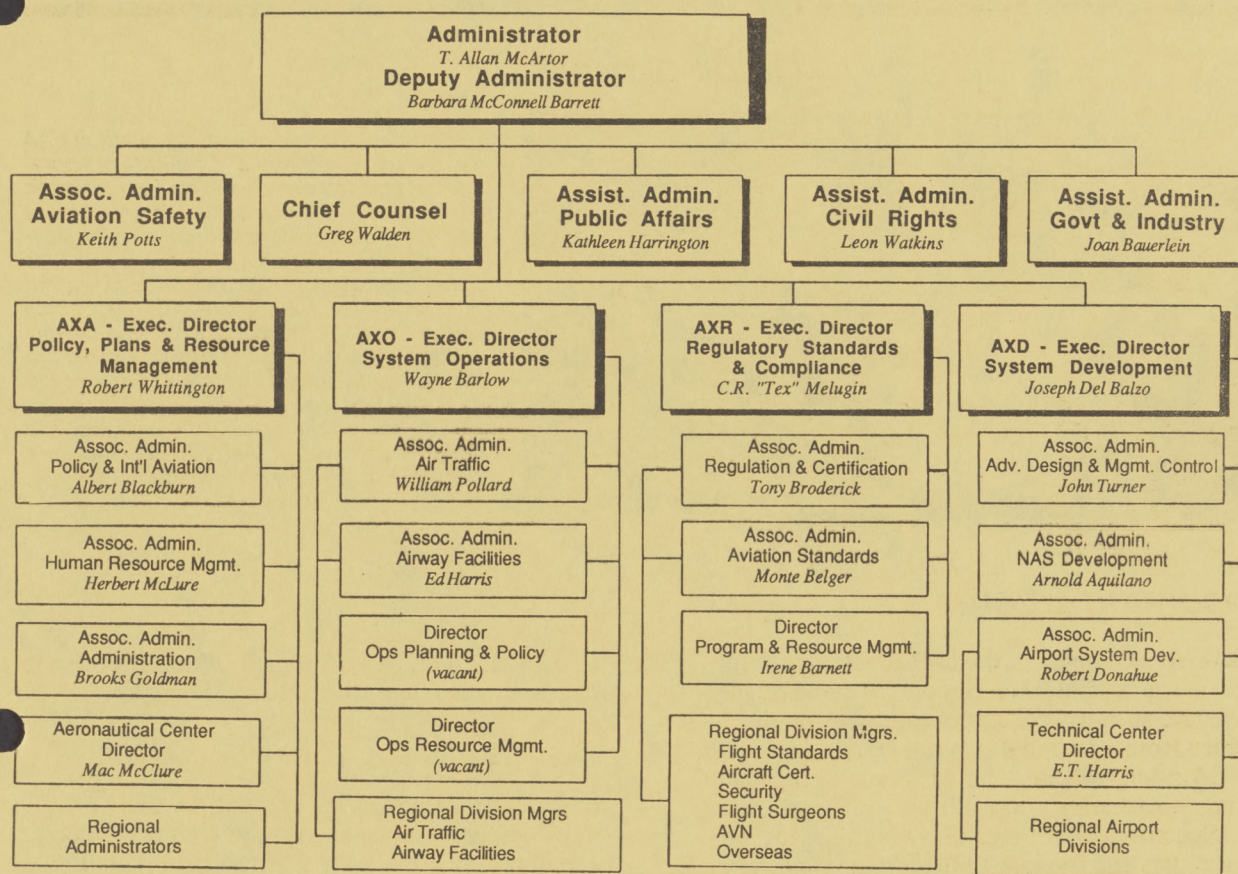 Administrator
T. Allan McArtor
Deputy Administrator
Barbara McConnell Barrett
Assoc. Admin.
Aviation Safety
Keith Potts
Chief Counsel
Greg Walden
Assist. Admin.
Public Affairs
Kathleen Harrington
Assist. Admin.
Civil Rights
Leon Watkins
Assist. Admin.
Govt & Industry
Joan Bauerlein
AXA - Exec. Director
Policy, Plans & Resource
Management
Robert Whittington
AXO - Exec. Director
System Operations
Wayne Barlow
AXR - Exec. Director
Regulatory Standards
& Compliance
C.R. "Tex" Melugin
AXD - Exec. Director
System Development
Joseph Del Balzo
Assoc. Admin.
Policy & Int'l Aviation
Albert Blackburn
Assoc. Admin.
Human Resource Mgmt.
Herbert McLure
Assoc. Admin.
Administration
Brooks Goldman
Aeronautical Center
Director
Mac McClure
Regional
Administrators
Assoc. Admin.
Air Traffic
William Pollard
Assoc. Admin.
Airway Facilities
Ed Harris
Director
Ops Planning & Policy
(vacant)
Director
Ops Resource Mgmt.
(vacant)
Regional Division Mgrs
Air Traffic
Airway Facilities
Assoc. Admin.
Regulation & Certification
Tony Broderick
Assoc. Admin.
Aviation Standards
Monte Belger
Director
Program & Resource Mgmt.
Irene Barnett
Regional Division Mgrs.
Flight Standards
Aircraft Cert.
Security
Flight Surgeons
AVN
Overseas
Assoc. Admin.
Adv. Design & Mgmt. Control
John Turner
Assoc. Admin.
NAS Development
Arnold Aquilano
Assoc. Admin.
Airport System Dev.
Robert Donahue
Technical Center
Director
E.T. Harris
Regional Airport
Divisions